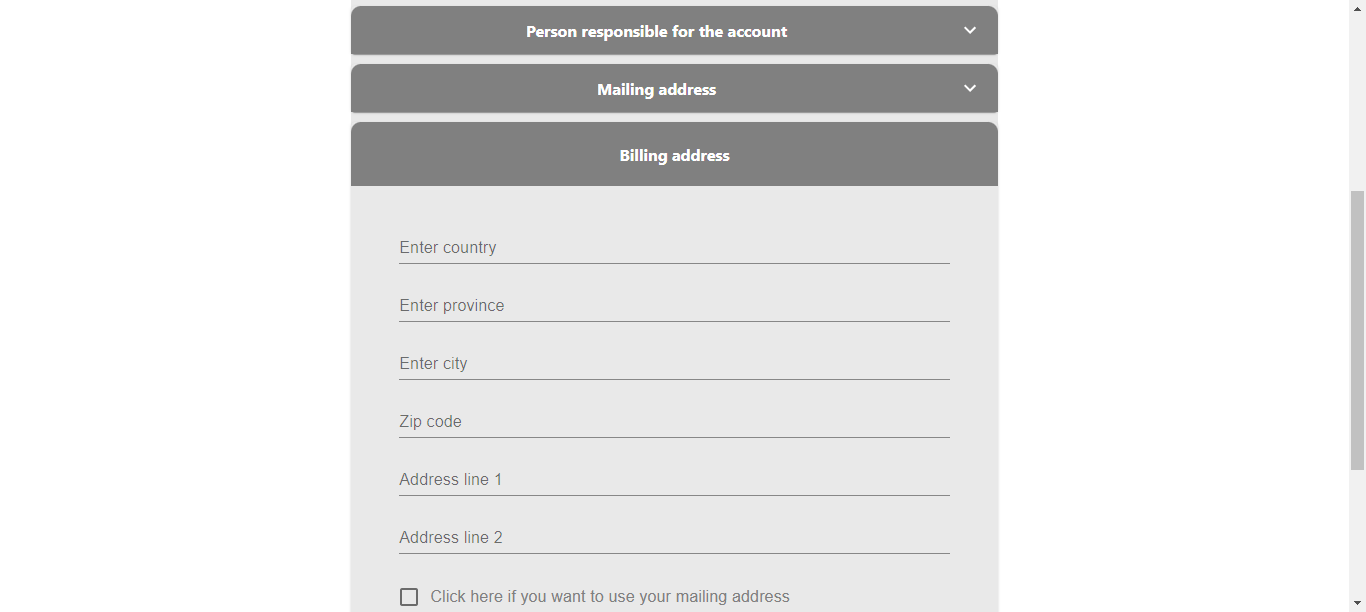 Person responsible for the account
Mailing address
Billing address
Enter country
Enter province
Enter city
Zip code
Address line 1
Address line 2
Click here if you want to use your mailing address